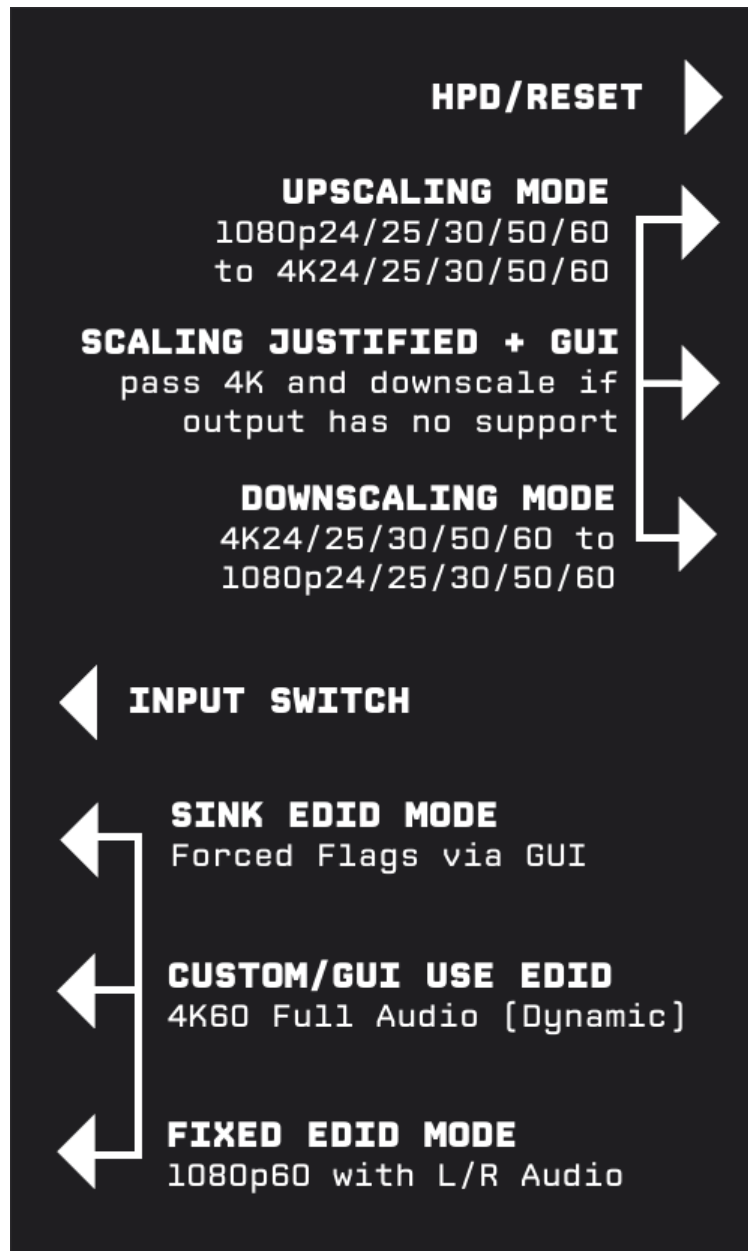 HPD/RESET
UPSCALING MODE
1080p24/25/30/50/60
to 4K24/25/30/50/60
SCALING JUSTIFIED + GUI
pass 4K and downscale if
output has no support
DOWNSCALING MODE
4K24/25/30/50/60 to
1080p24/25/30/50/60
INPUT SWITCH
SINK EDID MODE
Forced Flags via GUI
CUSTOM/GUI USE EDID
4K60 Full Audio [Dynamic]
FIXED EDID MODE
1080p60 with L/R Audio